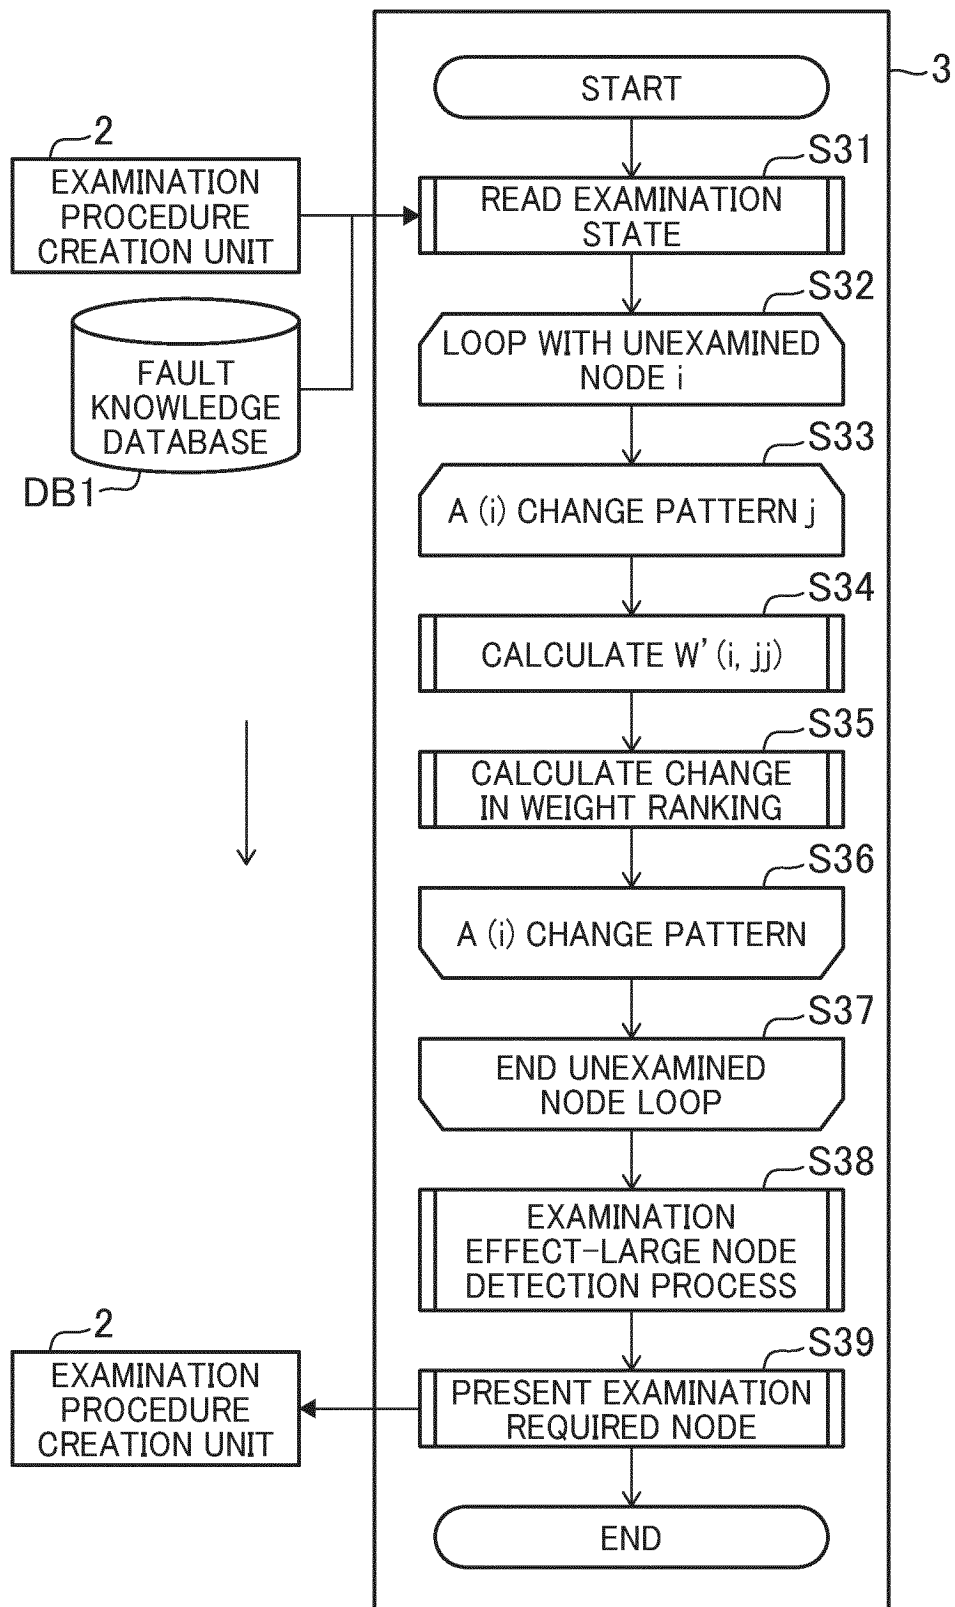 3
START
2
EXAMINATION
PROCEDURE
CREATION UNIT
S31
READ EXAMINATION
STATE
FAULT
KNOWLEDGE
DATABASE
DB1
S32
LOOP WITH UNEXAMINED
NODE i
S33
A (i) CHANGE PATTERN j
S34
CALCULATE W' (i, jj)
S35
CALCULATE CHANGE
IN WEIGHT RANKING
S36
A (i) CHANGE PATTERN
S37
END UNEXAMINED
NODE LOOP
S38
EXAMINATION
EFFECT-LARGE NODE
DETECTION PROCESS
2
EXAMINATION
PROCEDURE
CREATION UNIT
S39
PRESENT EXAMINATION
REQUIRED NODE
END